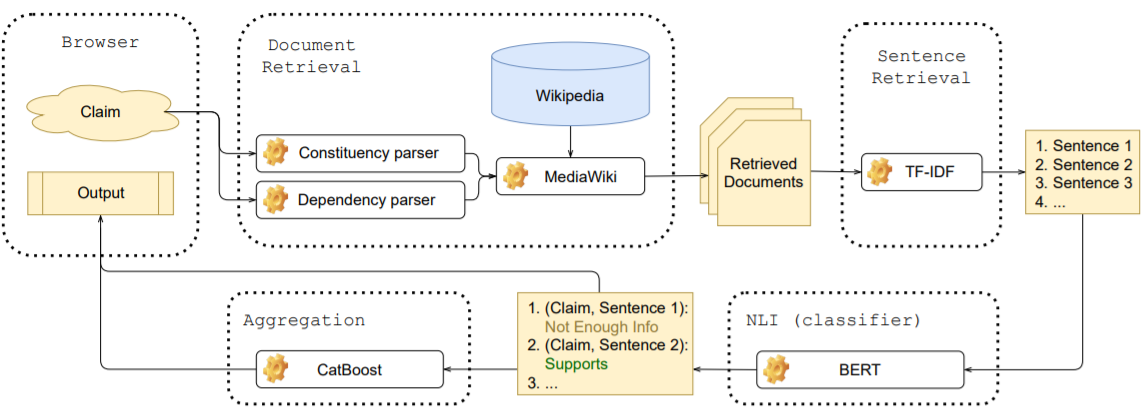 Browser
Claim
Output
Document
Retrieval
Wikipedia
Constituency parser
Dependency parser
MediaWiki
Retrieved
Documents
Sentence
Retrieval
TF-IDF
1. Sentence 1
2. Sentence 2
3. Sentence 3
4. ...
NLI (classifier)
BERT
1. (Claim, Sentence 1):
Not Enough Info
2. (Claim, Sentence 2):
Supports
3. ...
Aggregation
CatBoost